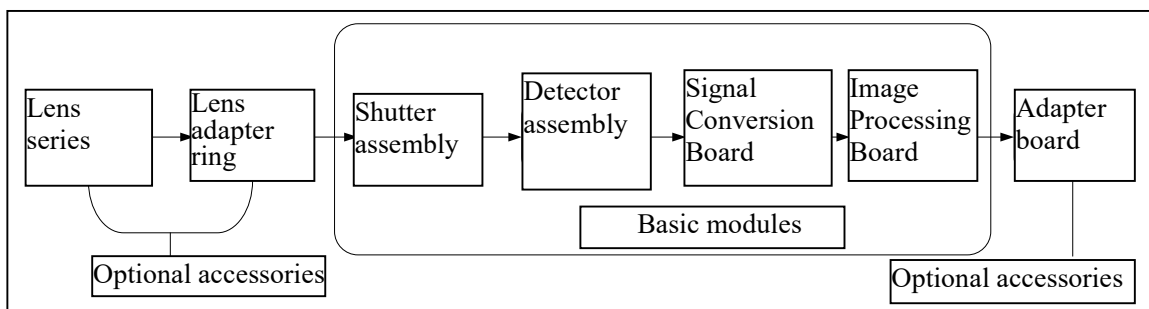 Lens
series
Lens
adapter
ring
Shutter
assembly
Detector
assembly
Signal
Conversion
Board
Image
Processing
Board
Adapter
board
Basic modules
Optional accessories
Optional accessories